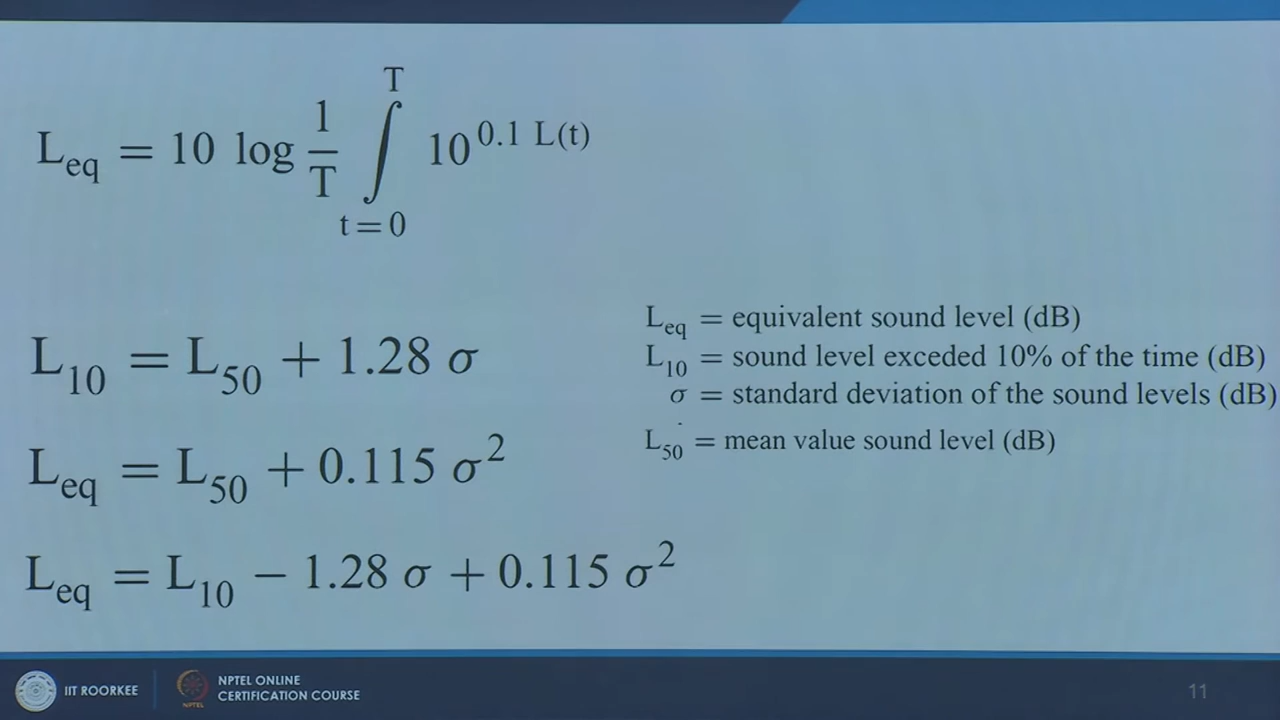 L_eq = 10 log 1/T ∫_{t=0}^{T} 10^{0.1 L(t)}
L_10 = L_50 + 1.28 σ
L_eq = L_50 + 0.115 σ^2
L_eq = L_10 − 1.28 σ + 0.115 σ^2
L_eq = equivalent sound level (dB)
L_10 = sound level exceded 10% of the time (dB)
σ = standard deviation of the sound levels (dB)
L_50 = mean value sound level (dB)
IIT ROORKEE
NPTEL
NPTEL ONLINE
CERTIFICATION COURSE
11